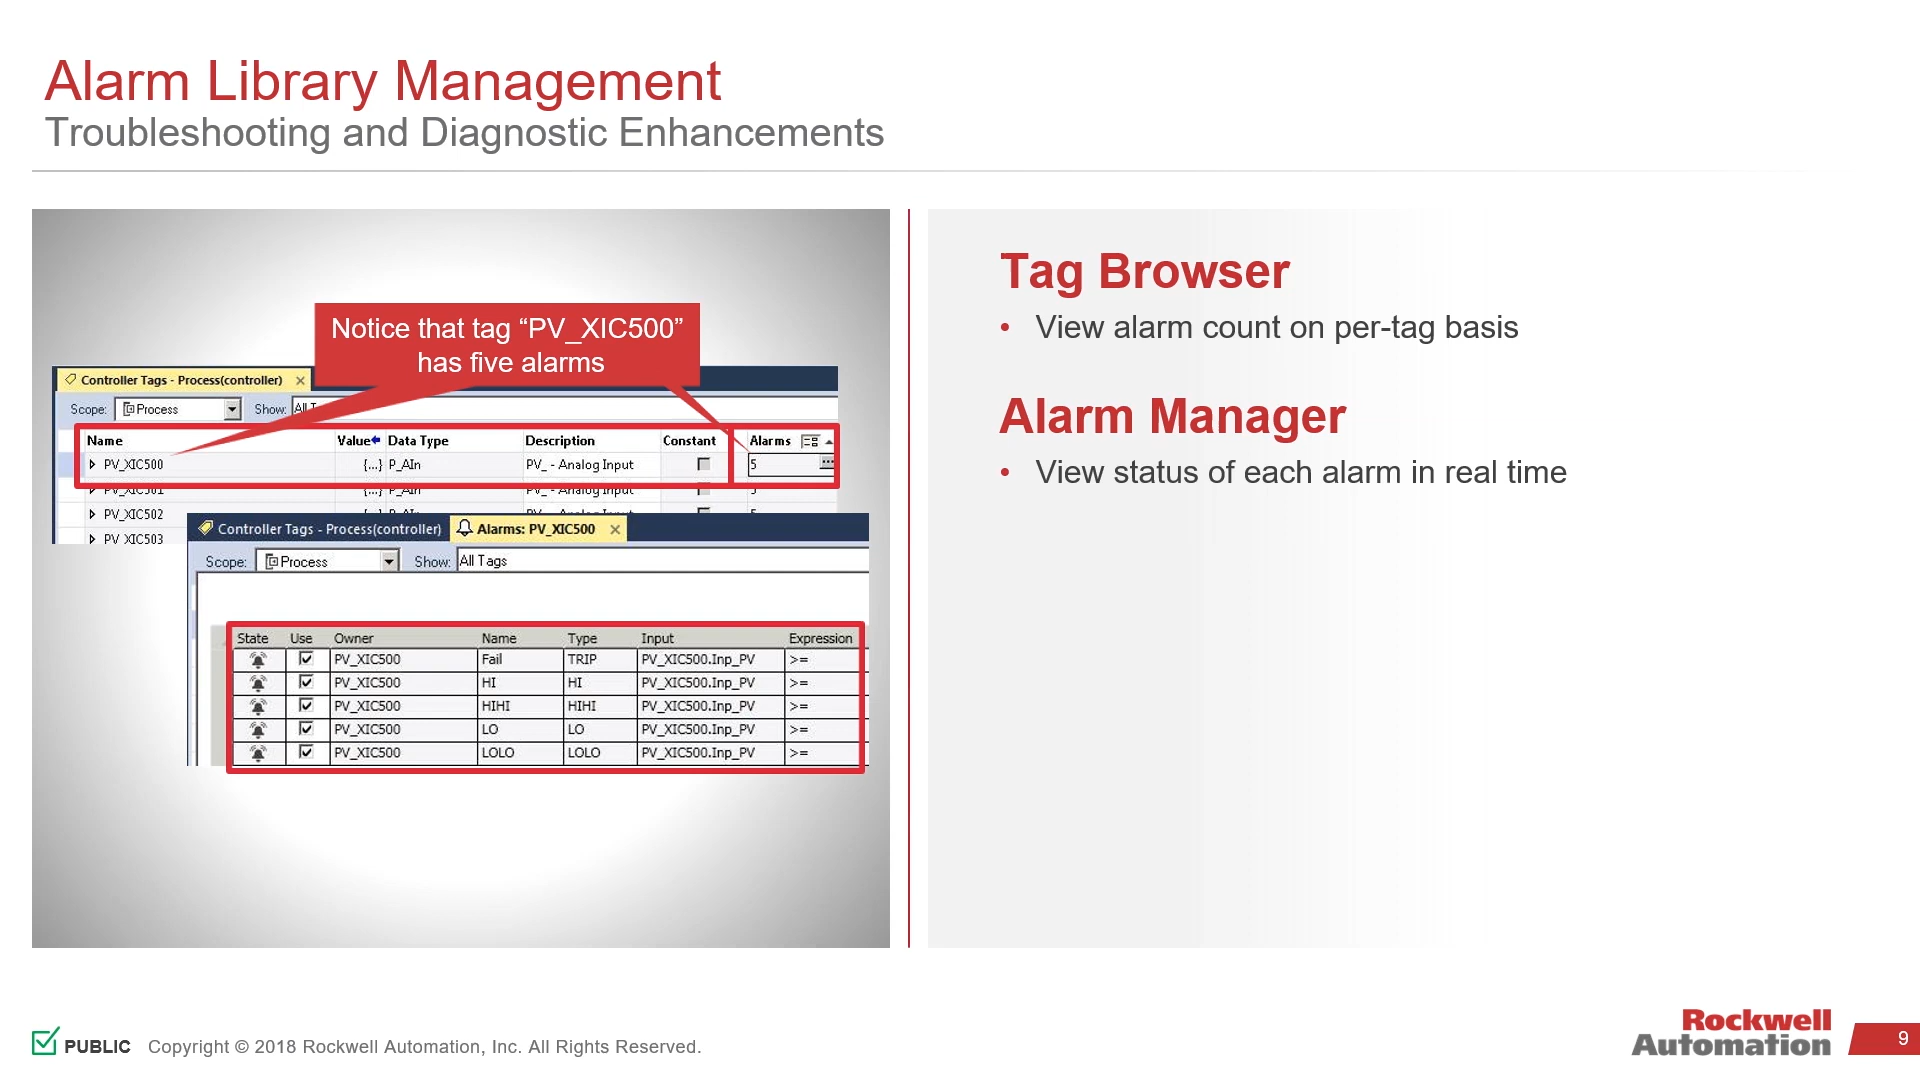 Alarm Library Management
Troubleshooting and Diagnostic Enhancements
Notice that tag “PV_XIC500”
has five alarms
Controller Tags - Process(controller)
Scope: Process Show:
Name Value Data Type Description Constant Alarms
PV_XIC500 {...} P_AIn PV_ - Analog Input 5
PV_XIC501 {...} P_AIn PV_ - Analog Input
PV_XIC502
PV_XIC503
Controller Tags - Process(controller) Alarms: PV_XIC500
Scope: Process Show: All Tags
State Use Owner Name Type Input Expression
PV_XIC500 Fail TRIP PV_XIC500.Inp_PV >=
PV_XIC500 HI HI PV_XIC500.Inp_PV >=
PV_XIC500 HIHI HIHI PV_XIC500.Inp_PV >=
PV_XIC500 LO LO PV_XIC500.Inp_PV >=
PV_XIC500 LOLO LOLO PV_XIC500.Inp_PV >=
Tag Browser
• View alarm count on per-tag basis
Alarm Manager
• View status of each alarm in real time
PUBLIC Copyright © 2018 Rockwell Automation, Inc. All Rights Reserved.
Rockwell
Automation
9